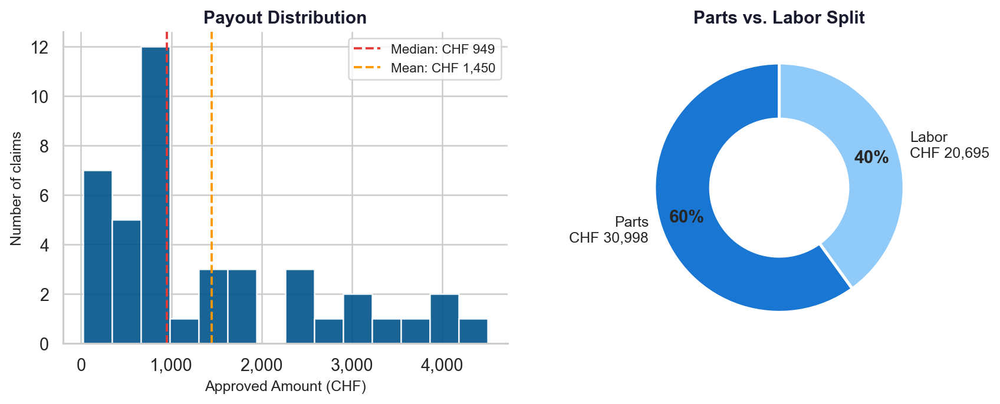 Payout Distribution
12
10
8
6
4
2
0
Number of claims
Median: CHF 949
Mean: CHF 1,450
0
1,000
2,000
3,000
4,000
Approved Amount (CHF)
Parts vs. Labor Split
Labor
CHF 20,695
40%
60%
Parts
CHF 30,998